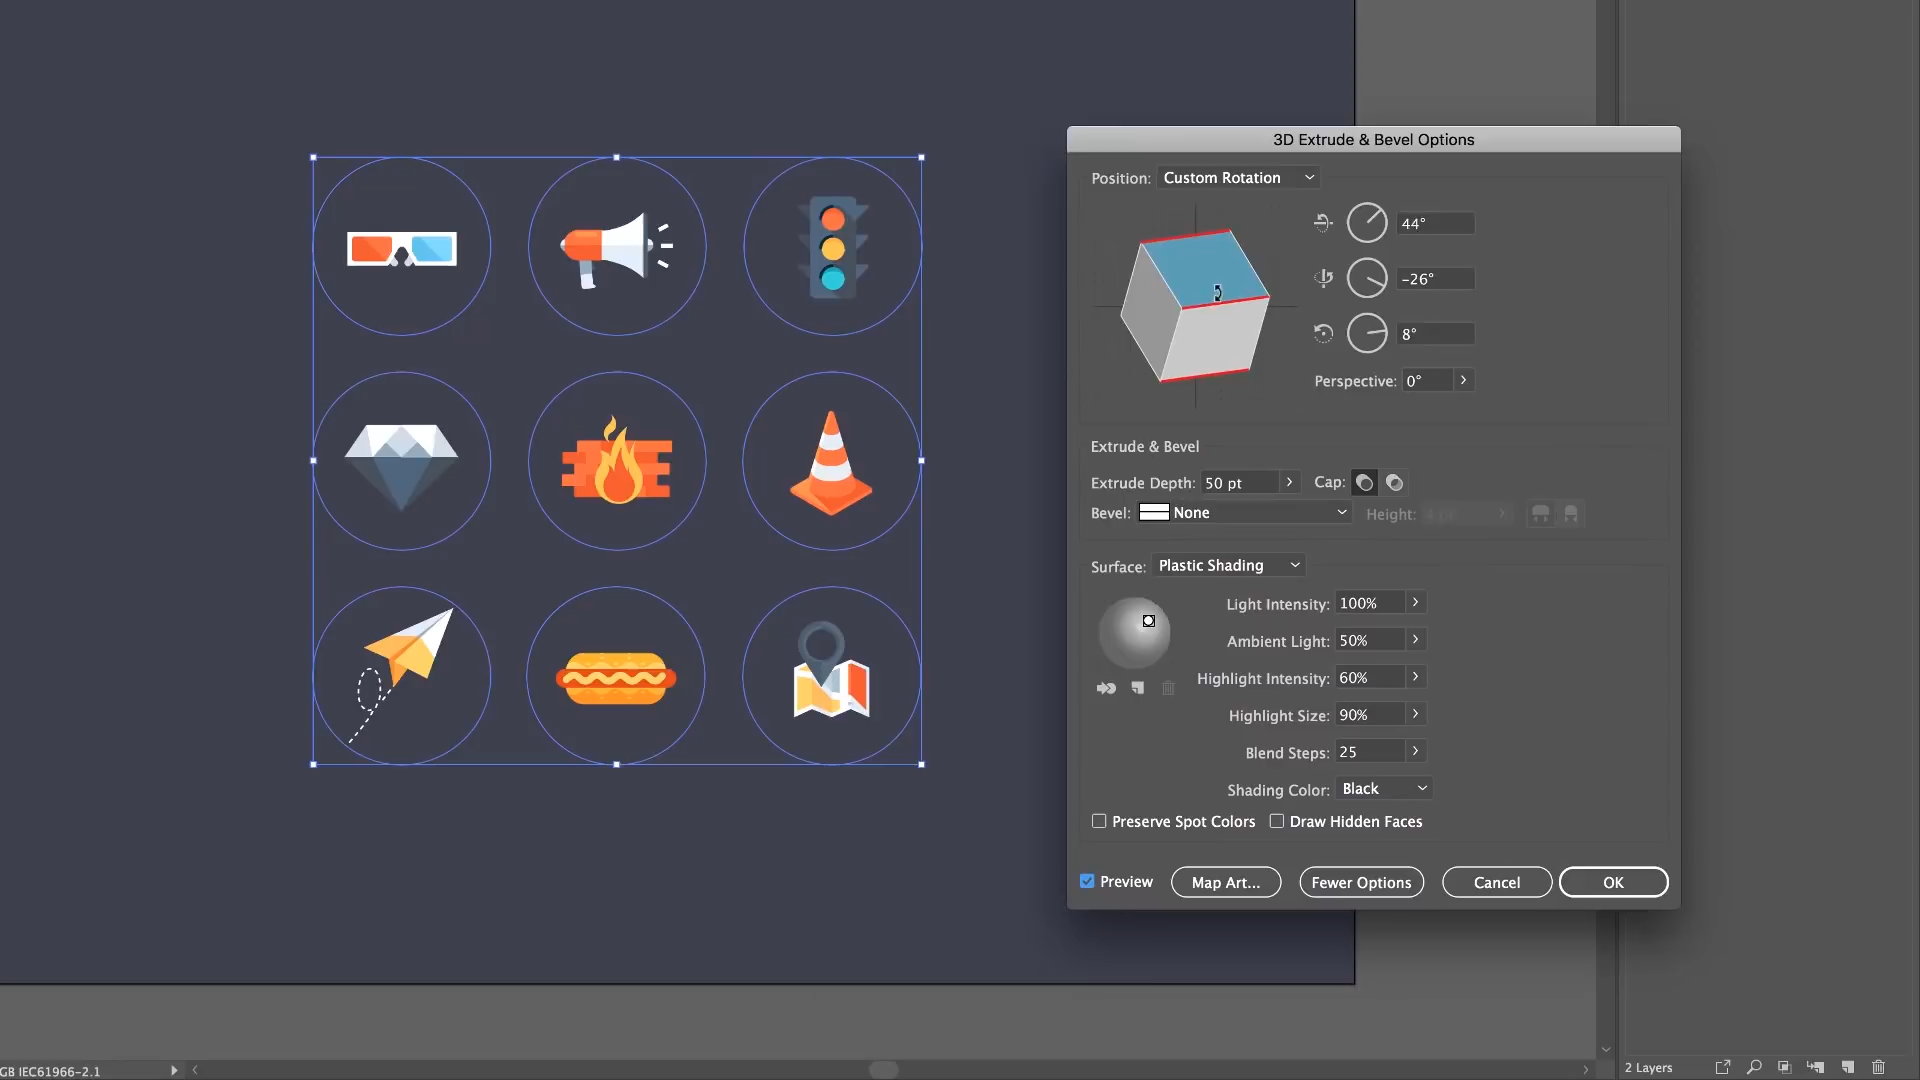 3D Extrude & Bevel Options
Position: Custom Rotation
44°
-26°
8°
Perspective: 0°
Extrude & Bevel
Extrude Depth: 50 pt Cap:
Bevel: None Height:
Surface: Plastic Shading
Light Intensity: 100%
Ambient Light: 50%
Highlight Intensity: 60%
Highlight Size: 90%
Blend Steps: 25
Shading Color: Black
Preserve Spot Colors Draw Hidden Faces
Preview Map Art... Fewer Options Cancel OK
GB IEC61966-2.1
2 Layers